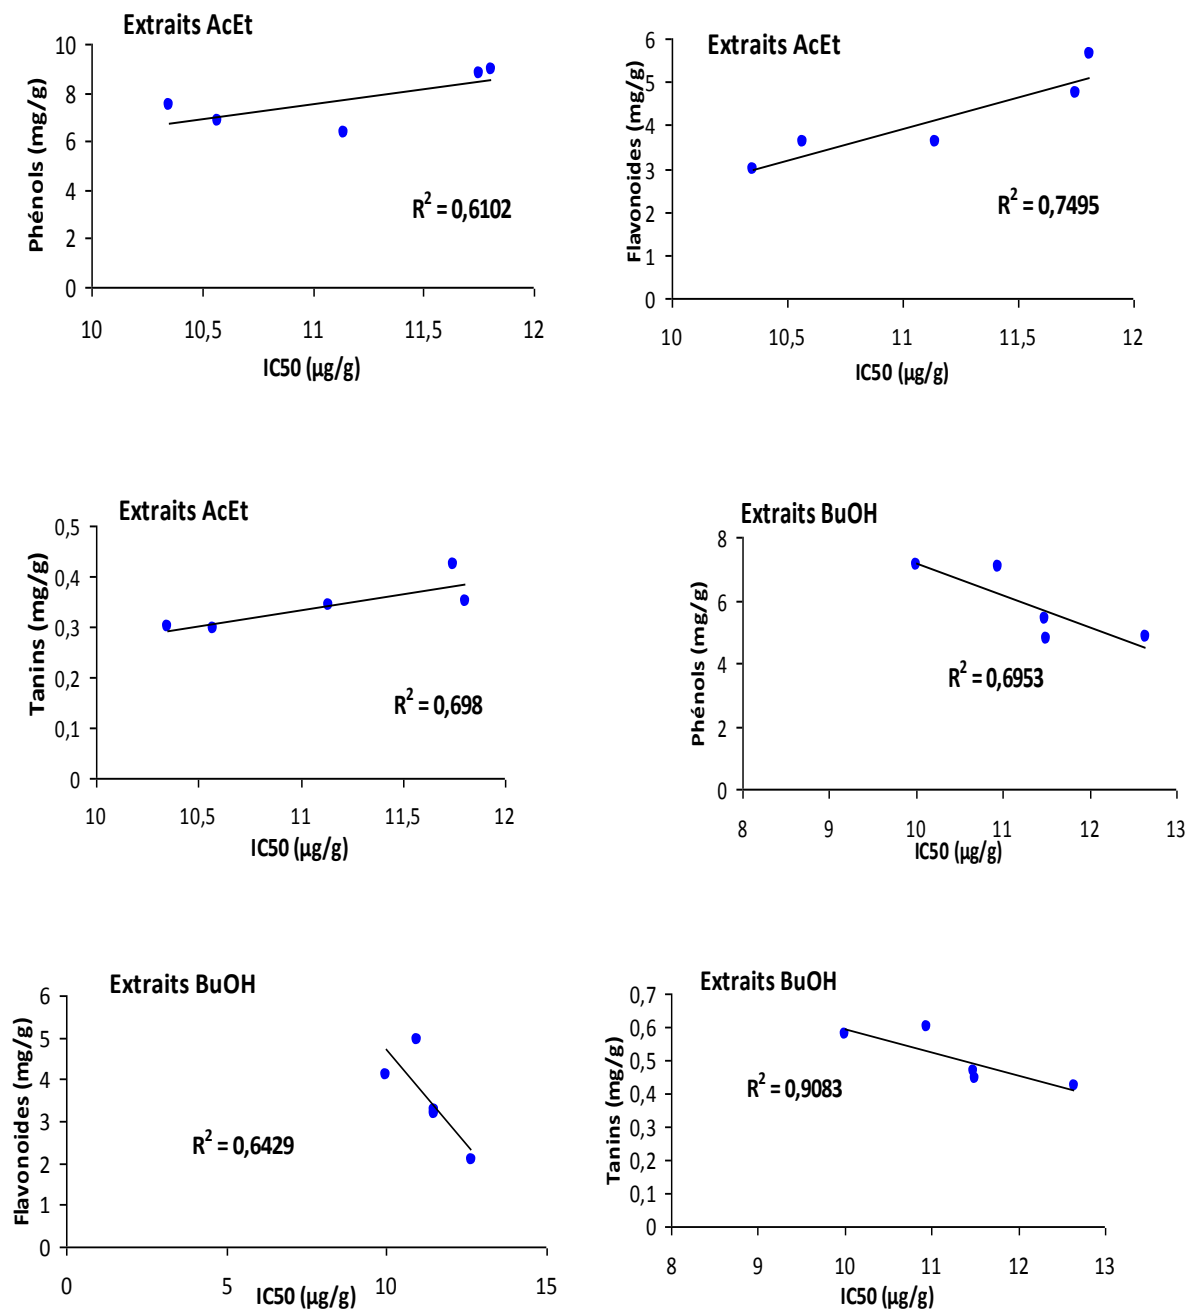 Extraits AcEt
Phénols (mg/g)
10
8
6
4
2
0
R² = 0,6102
10 10,5 11 11,5 12
IC50 (µg/g)
Extraits AcEt
Flavonoides (mg/g)
6
5
4
3
2
1
0
R² = 0,7495
10 10,5 11 11,5 12
IC50 (µg/g)
Extraits AcEt
Tanins (mg/g)
0,5
0,4
0,3
0,2
0,1
0
R² = 0,698
10 10,5 11 11,5 12
IC50 (µg/g)
Extraits BuOH
Phénols (mg/g)
8
6
4
2
0
R² = 0,6953
8 9 10 11 12 13
IC50 (µg/g)
Extraits BuOH
Flavonoides (mg/g)
6
5
4
3
2
1
0
R² = 0,6429
0 5 10 15
IC50 (µg/g)
Extraits BuOH
Tanins (mg/g)
0,7
0,6
0,5
0,4
0,3
0,2
0,1
0
R² = 0,9083
8 9 10 11 12 13
IC50 (µg/g)